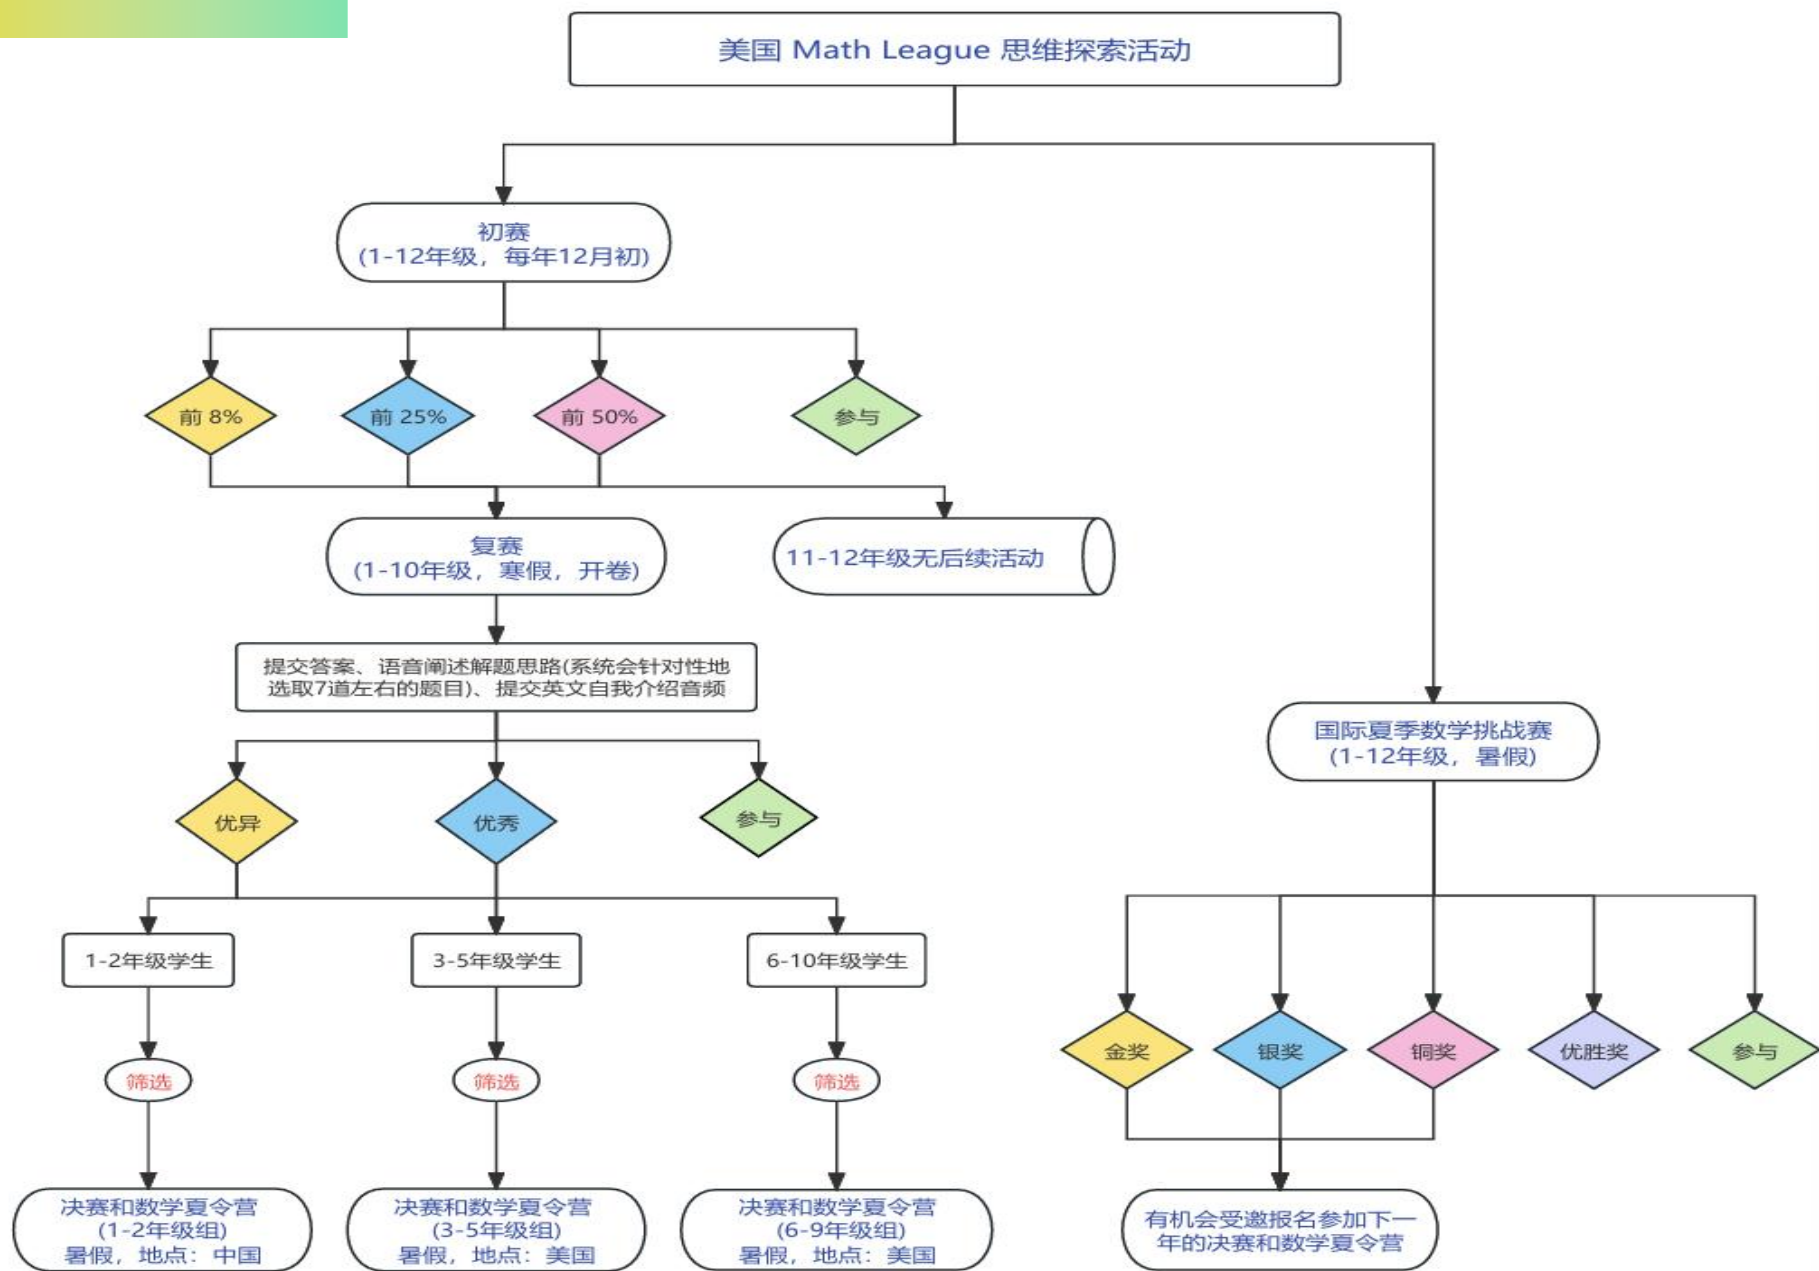 美国 Math League 思维探索活动
初赛
(1-12年级，每年12月初)
前 8%
前 25%
前 50%
参与
复赛
(1-10年级，寒假，开卷)
11-12年级无后续活动
提交答案、语音阐述解题思路(系统会针对性地
选取7道左右的题目)、提交英文自我介绍音频
国际夏季数学挑战赛
(1-12年级，暑假)
优异
优秀
参与
1-2年级学生
3-5年级学生
6-10年级学生
金奖
银奖
铜奖
优胜奖
参与
筛选
筛选
筛选
决赛和数学夏令营
(1-2年级组)
暑假，地点：中国
决赛和数学夏令营
(3-5年级组)
暑假，地点：美国
决赛和数学夏令营
(6-9年级组)
暑假，地点：美国
有机会受邀报名参加下一
年的决赛和数学夏令营